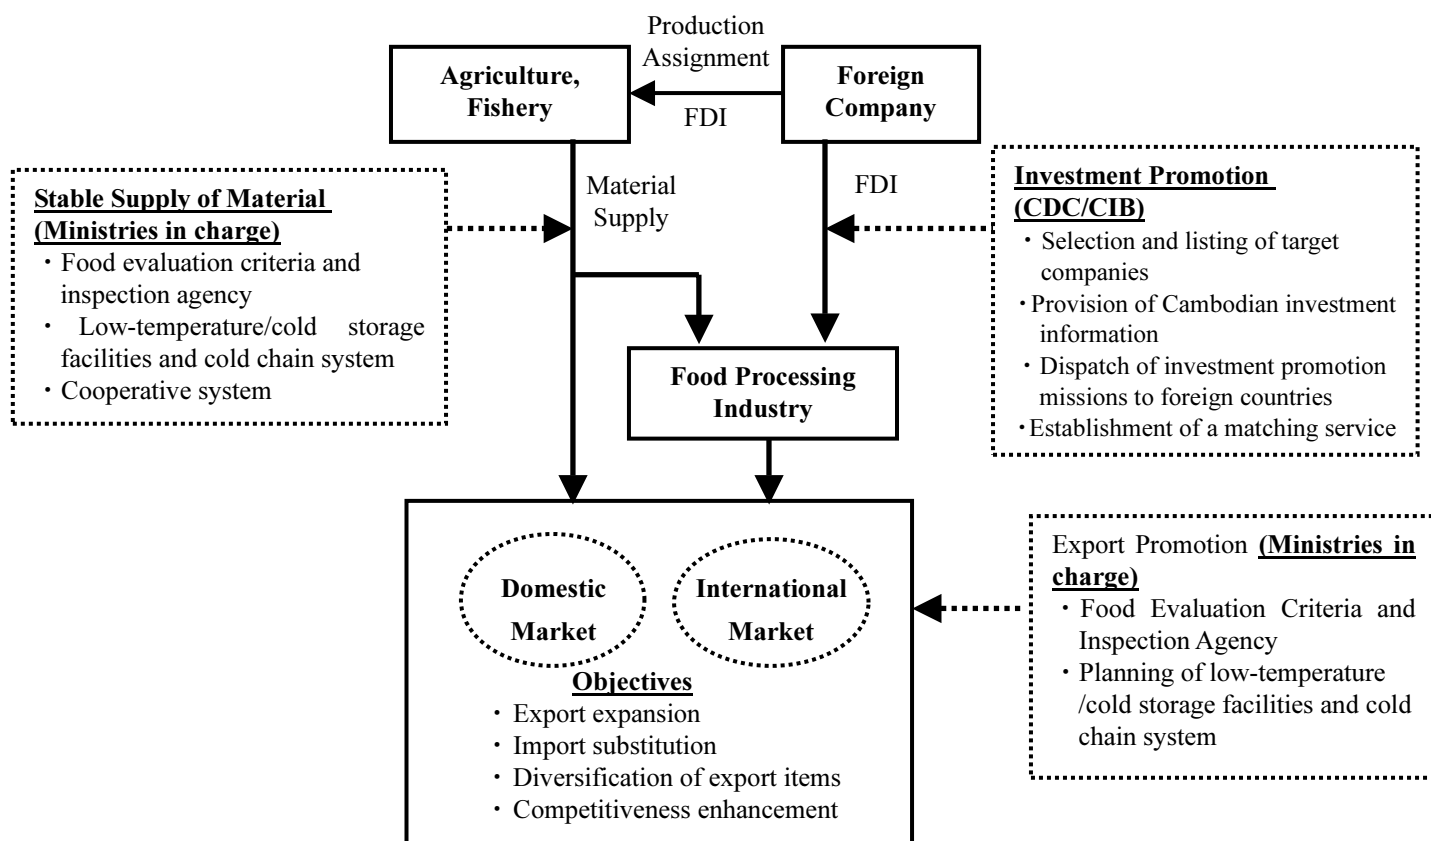 Production
Assignment
Agriculture,
Fishery
Foreign
Company
FDI
Stable Supply of Material
(Ministries in charge)
・Food evaluation criteria and
inspection agency
・ Low-temperature/cold storage
facilities and cold chain system
・Cooperative system
Material
Supply
FDI
Investment Promotion
(CDC/CIB)
・Selection and listing of target
companies
・Provision of Cambodian investment
information
・Dispatch of investment promotion
missions to foreign countries
・Establishment of a matching service
Food Processing
Industry
Domestic
Market
International
Market
Objectives
・Export expansion
・Import substitution
・Diversification of export items
・Competitiveness enhancement
Export Promotion (Ministries in
charge)
・Food Evaluation Criteria and
Inspection Agency
・Planning of low-temperature
/cold storage facilities and cold
chain system